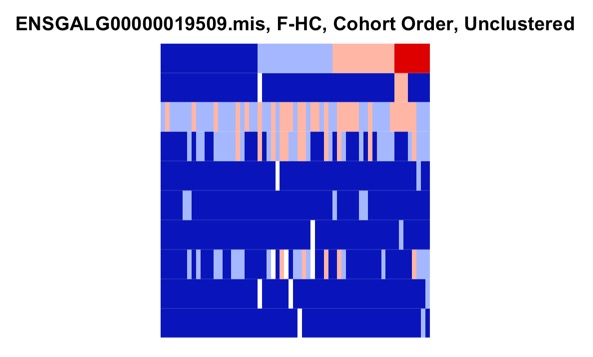 ENSGALG00000019509.mis, F-HC, Cohort Order, Unclustered